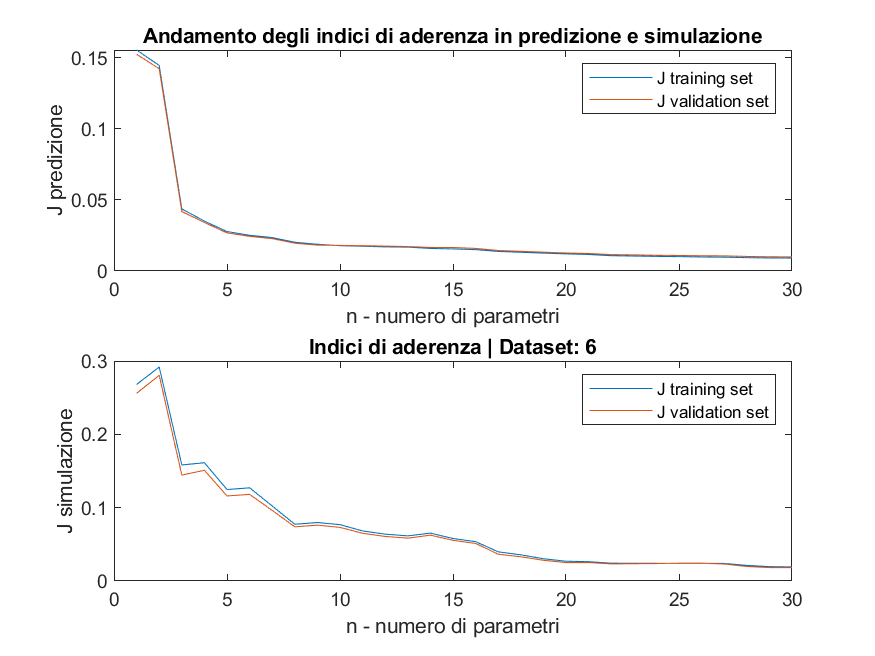 Andamento degli indici di aderenza in predizione e simulazione
0.15
0.1
0.05
0
J predizione
J training set
J validation set
0 5 10 15 20 25 30
n - numero di parametri
Indici di aderenza | Dataset: 6
0.3
0.2
0.1
0
J simulazione
J training set
J validation set
0 5 10 15 20 25 30
n - numero di parametri